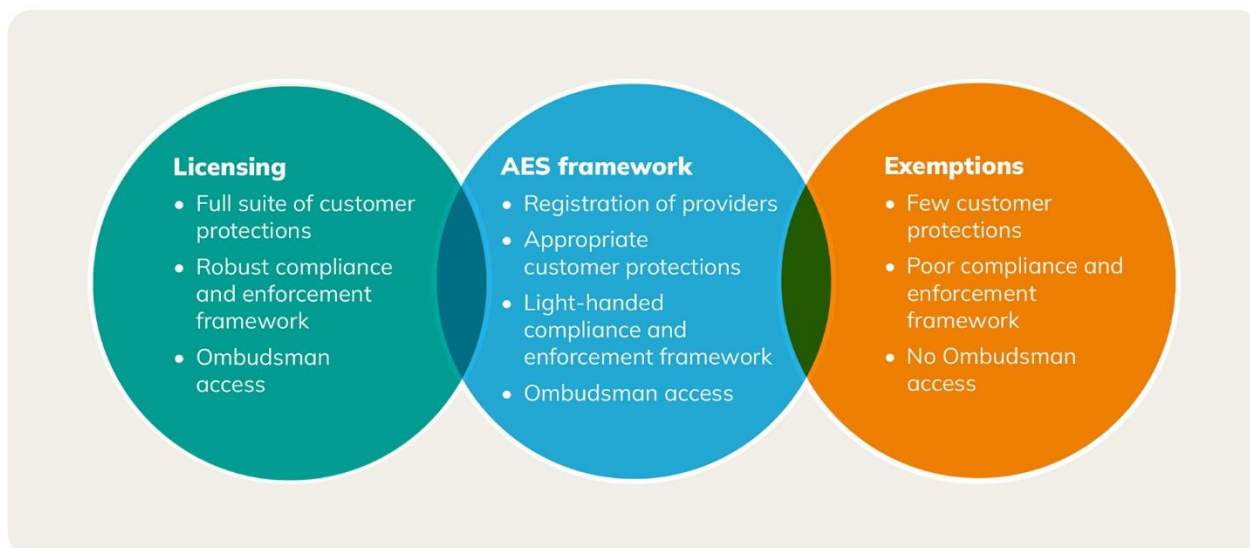 Licensing
• Full suite of customer
protections
• Robust compliance
and enforcement
framework
• Ombudsman
access
AES framework
• Registration of providers
• Appropriate
customer protections
• Light-handed
compliance and
enforcement framework
• Ombudsman access
Exemptions
• Few customer
protections
• Poor compliance and
enforcement
framework
• No Ombudsman
access